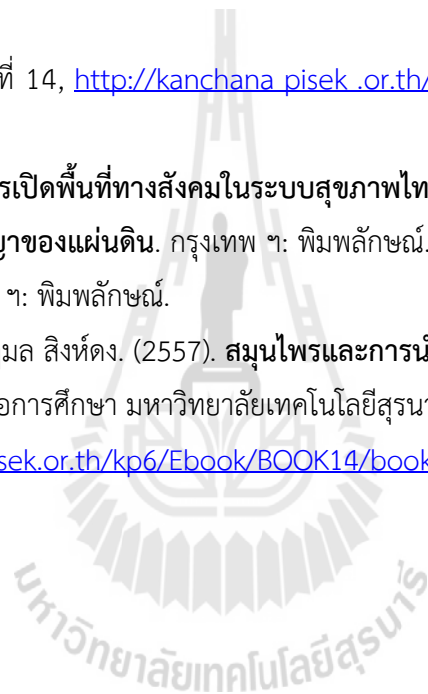 ที่ 14, http://kanchana pisek .or.th/
รเปิดพื้นที่ทางสังคมในระบบสุขภาพไท
ญาของแผ่นดิน. กรุงเทพ ฯ: พิมพลักษณ์.
ฯ: พิมพลักษณ์.
มล สิงห์ดง. (2557). สมุนไพรและการนั
อการศึกษา มหาวิทยาลัยเทคโนโลยีสุรนา
sek.or.th/kp6/Ebook/BOOK14/book
มหาวิทยาลัยเทคโนโลยีสุรนารี